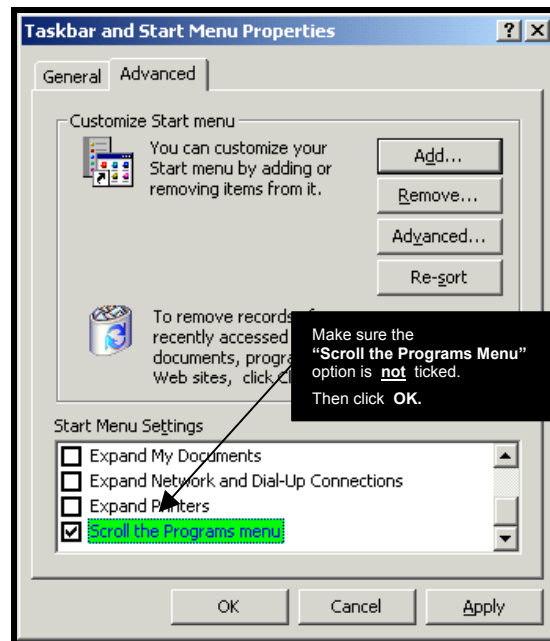 Taskbar and Start Menu Properties
General Advanced
Customize Start menu
You can customize your
Start menu by adding or
removing items from it.
Add...
Remove...
Advanced...
Re-sort
To remove records
recently accessed
documents,
Web sites, click
Make sure the
“Scroll the Programs Menu”
option is not ticked.
Then click OK.
Start Menu Settings
Expand My Documents
Expand Network and Dial-Up Connections
Expand Printers
Scroll the Programs menu
OK Cancel Apply